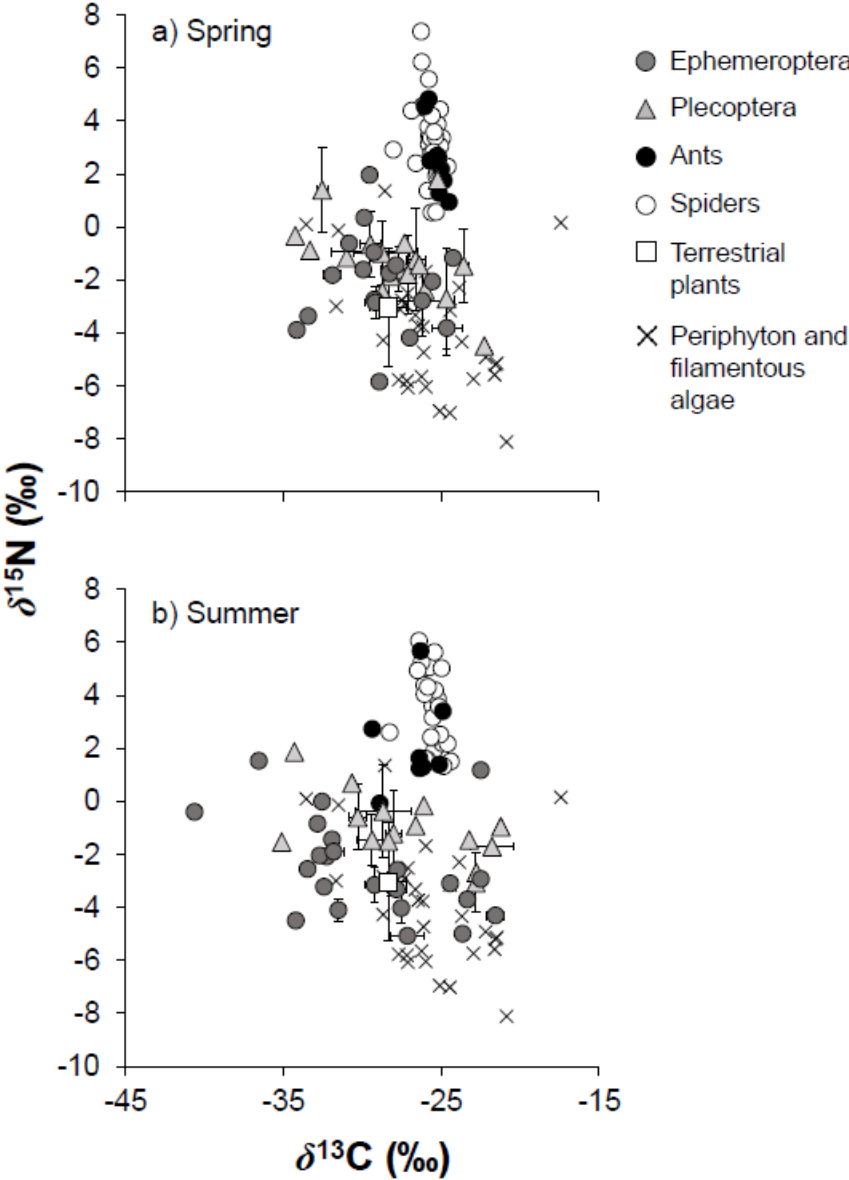 a) Spring
8
6
4
2
0
-2
-4
-6
-8
-10
Ephemeroptera
Plecoptera
Ants
Spiders
Terrestrial
plants
Periphyton and
filamentous
algae
δ¹⁵N (‰)
b) Summer
8
6
4
2
0
-2
-4
-6
-8
-10
-45 -35 -25 -15
δ¹³C (‰)